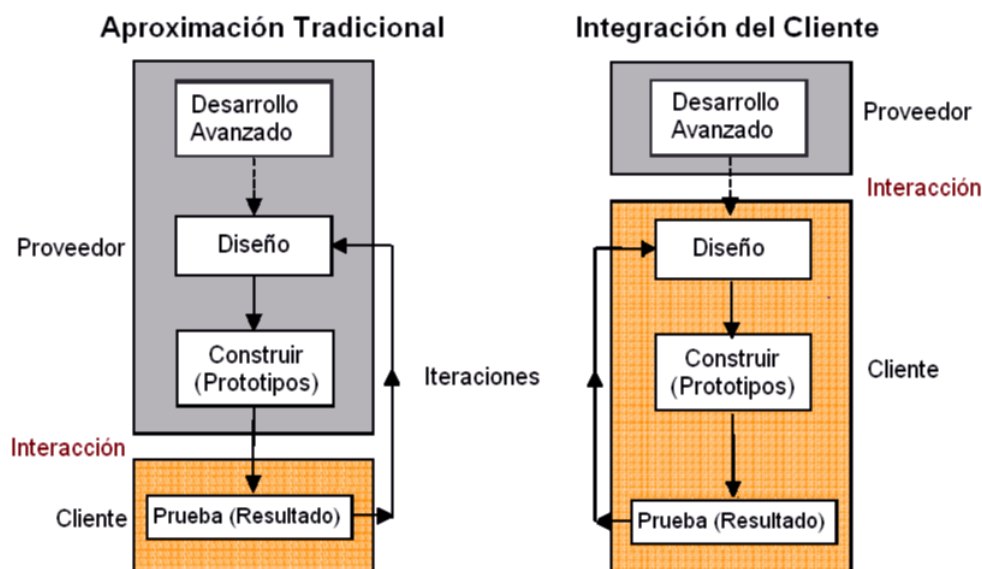 Aproximación Tradicional
Desarrollo
Avanzado
Diseño
Proveedor
Construir
(Prototipos)
Iteraciones
Interacción
Cliente
Prueba (Resultado)
Integración del Cliente
Desarrollo
Avanzado
Proveedor
Interacción
Diseño
Construir
(Prototipos)
Cliente
Prueba (Resultado)